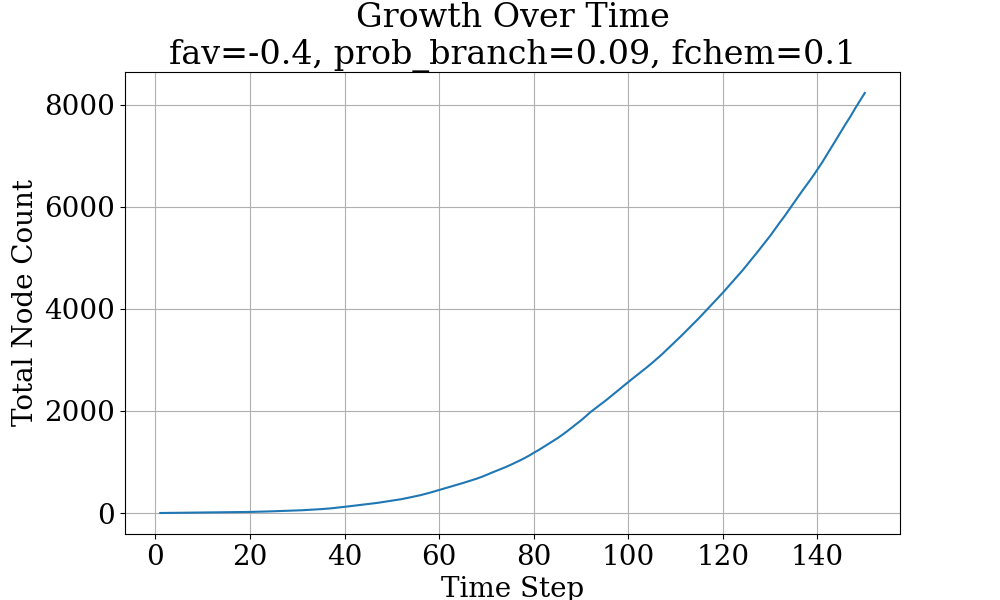 Growth Over Time
fav=-0.4, prob_branch=0.09, fchem=0.1
Total Node Count
8000
6000
4000
2000
0
0 20 40 60 80 100 120 140
Time Step